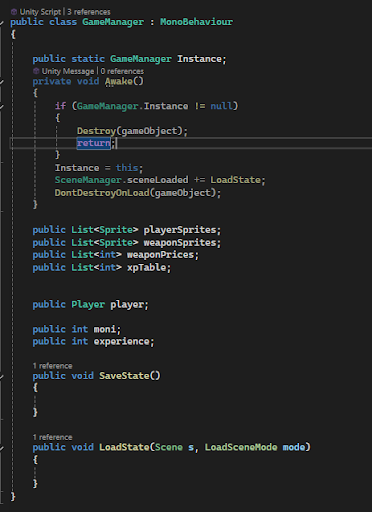 Unity Script | 3 references
public class GameManager : MonoBehaviour
{
public static GameManager Instance;
Unity Message | 0 references
private void Awake()
{
if (GameManager.Instance != null)
{
Destroy(gameObject);
return;
}
Instance = this;
SceneManager.sceneLoaded += LoadState;
DontDestroyOnLoad(gameObject);
}
public List<Sprite> playerSprites;
public List<Sprite> weaponSprites;
public List<int> weaponPrices;
public List<int> xpTable;
public Player player;
public int moni;
public int experience;
1 reference
public void SaveState()
{
}
1 reference
public void LoadState(Scene s, LoadSceneMode mode)
{
}
}